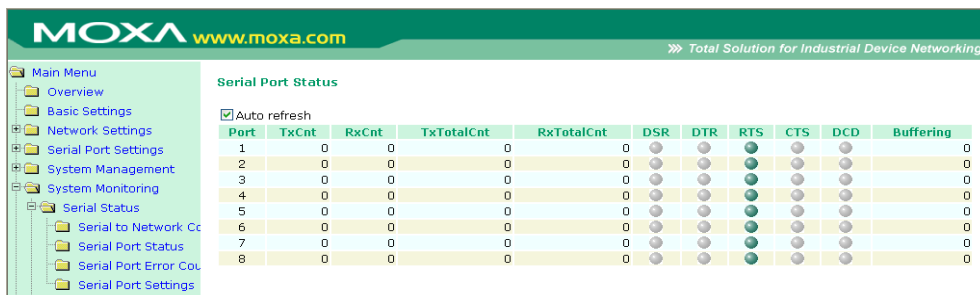 MOXA www.moxa.com
Total Solution for Industrial Device Networking
Main Menu
Overview
Basic Settings
Network Settings
Serial Port Settings
System Management
System Monitoring
Serial Status
Serial to Network Co
Serial Port Status
Serial Port Error Cou
Serial Port Settings
Serial Port Status
Auto refresh
Port TxCnt RxCnt TxTotalCnt RxTotalCnt DSR DTR RTS CTS DCD Buffering
1 0 0 0 0 0
2 0 0 0 0 0
3 0 0 0 0 0
4 0 0 0 0 0
5 0 0 0 0 0
6 0 0 0 0 0
7 0 0 0 0 0
8 0 0 0 0 0